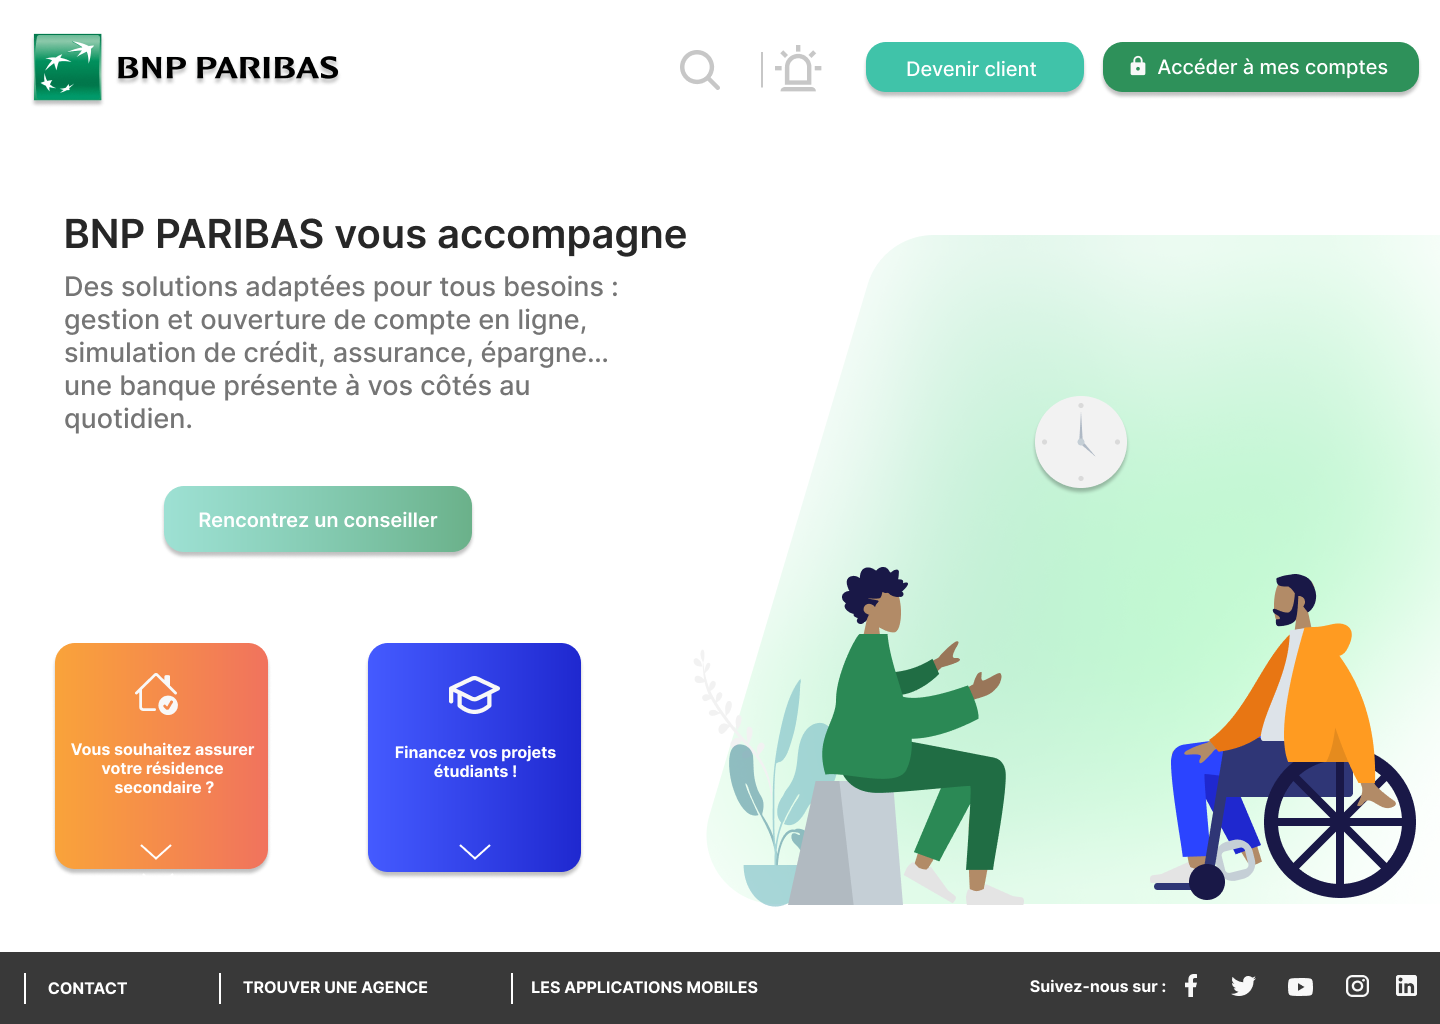 BNP PARIBAS
Devenir client
Accéder à mes comptes
BNP PARIBAS vous accompagne
Des solutions adaptées pour tous besoins :
gestion et ouverture de compte en ligne,
simulation de crédit, assurance, épargne...
une banque présente à vos côtés au
quotidien.
Rencontrez un conseiller
Vous souhaitez assurer
votre résidence
secondaire ?
Financez vos projets
étudiants !
CONTACT
TROUVER UNE AGENCE
LES APPLICATIONS MOBILES
Suivez-nous sur :